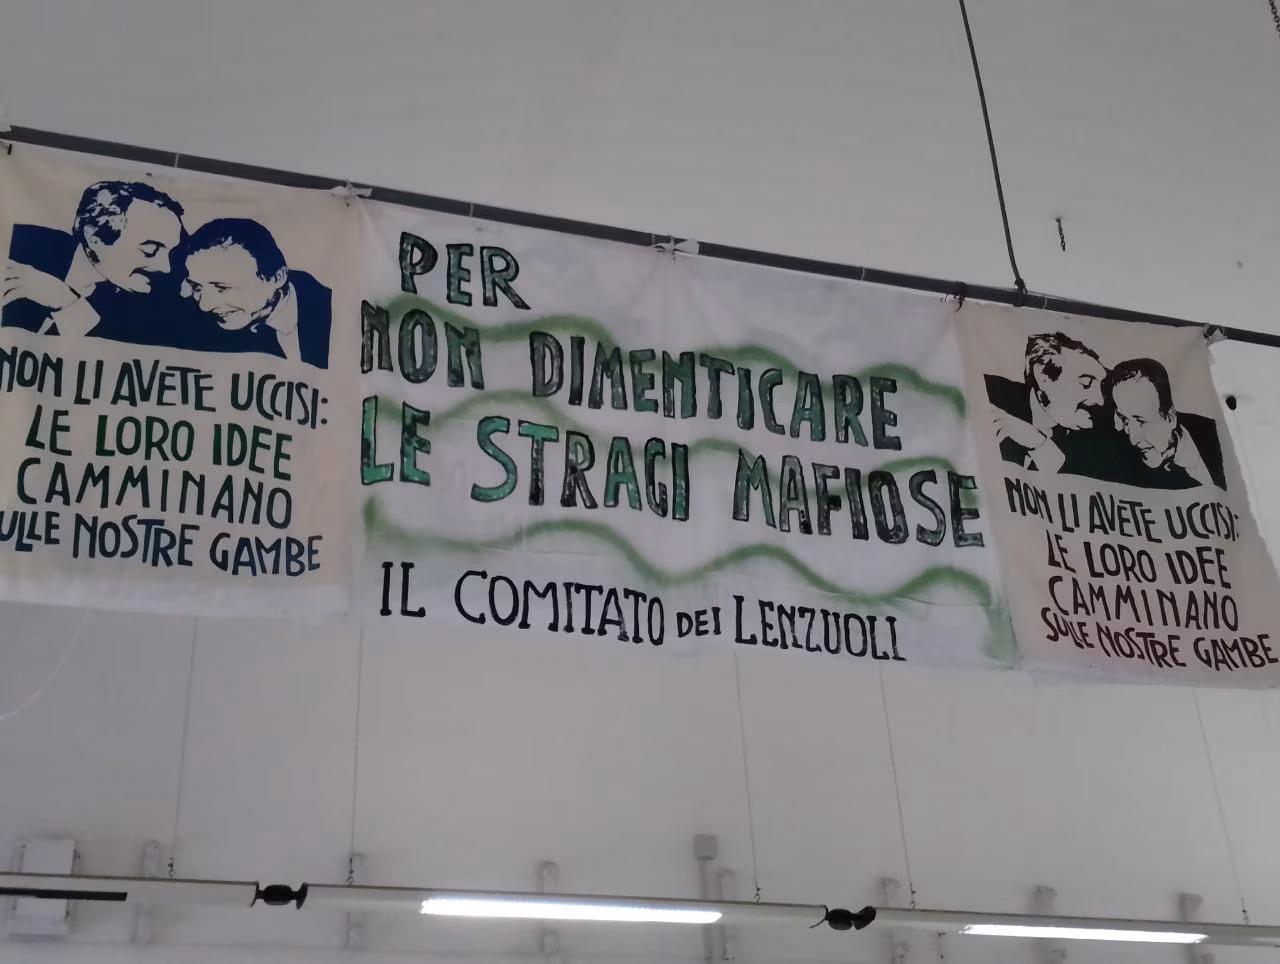 NON LI AVETE UCCISI:
LE LORO IDEE
CAMMINANO
ULLE NOSTRE GAMBE
PER
NON DIMENTICARE
LE STRAGI MAFIOSE
IL COMITATO DEI LENZUOLI
NON LI AVETE UCCISI:
LE LORO IDEE
CAMMINANO
SULLE NOSTRE GAMBE